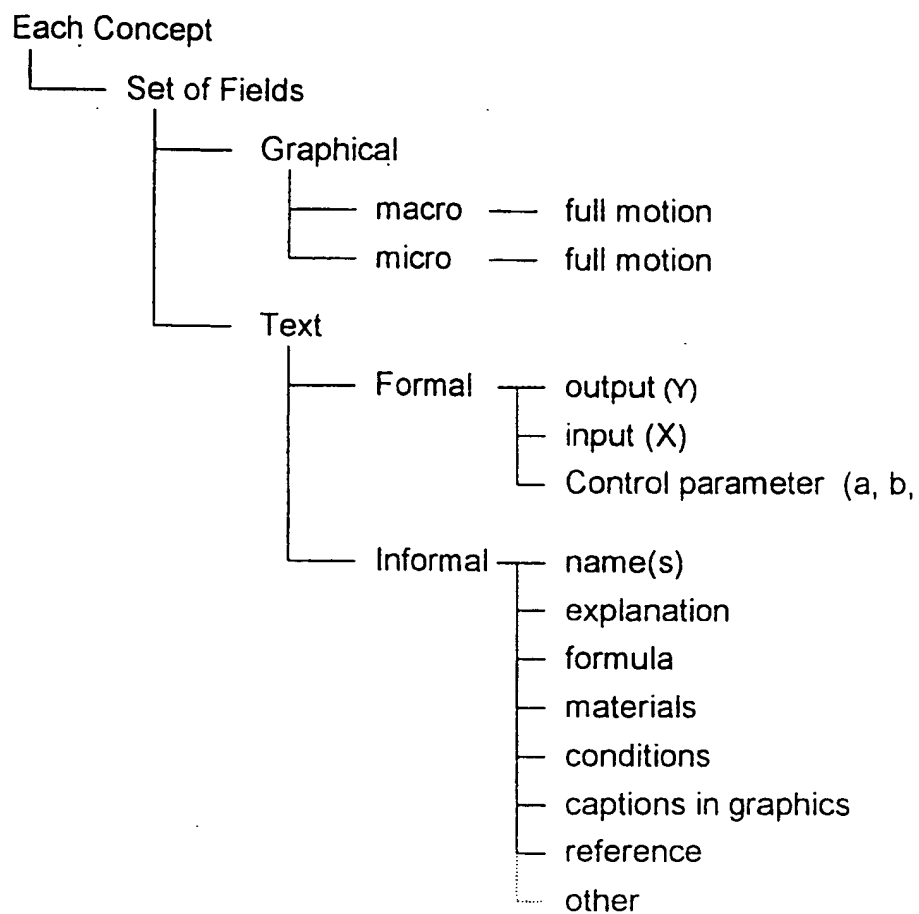 Each Concept
Set of Fields
Graphical
macro — full motion
micro — full motion
Text
Formal output (Y)
input (X)
Control parameter (a, b,
Informal name(s)
explanation
formula
materials
conditions
captions in graphics
reference
other